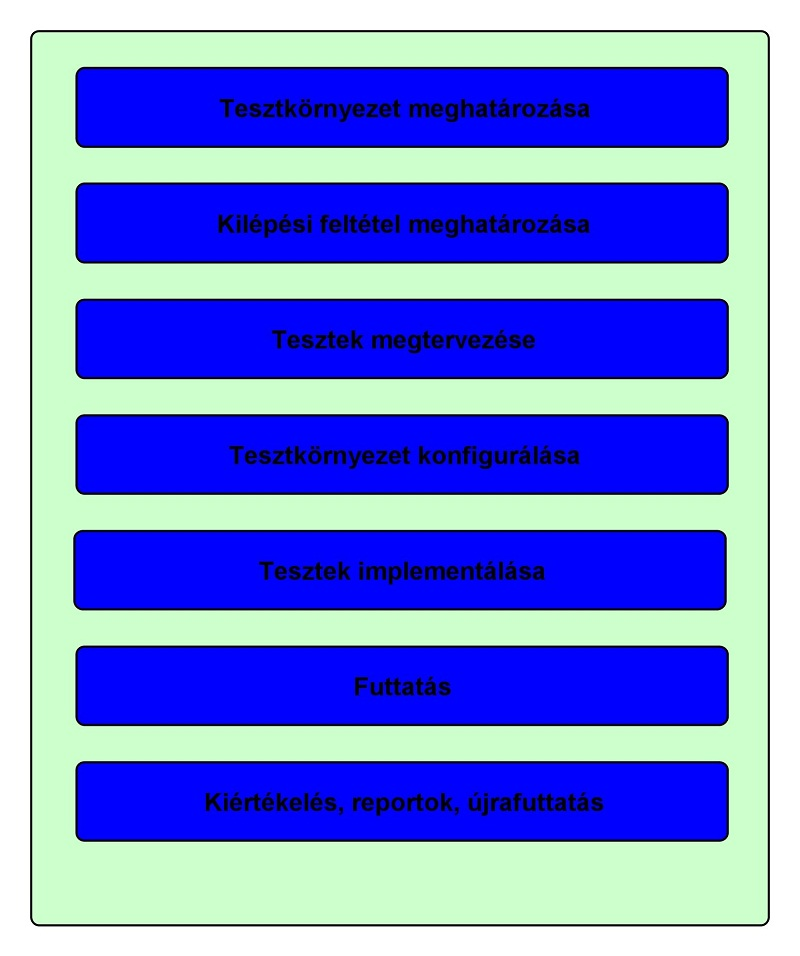 Tesztkörnyezet meghatározása
Kilépési feltétel meghatározása
Tesztek megtervezése
Tesztkörnyezet konfigurálása
Tesztek implementálása
Futtatás
Kiértékelés, reportok, újrafuttatás